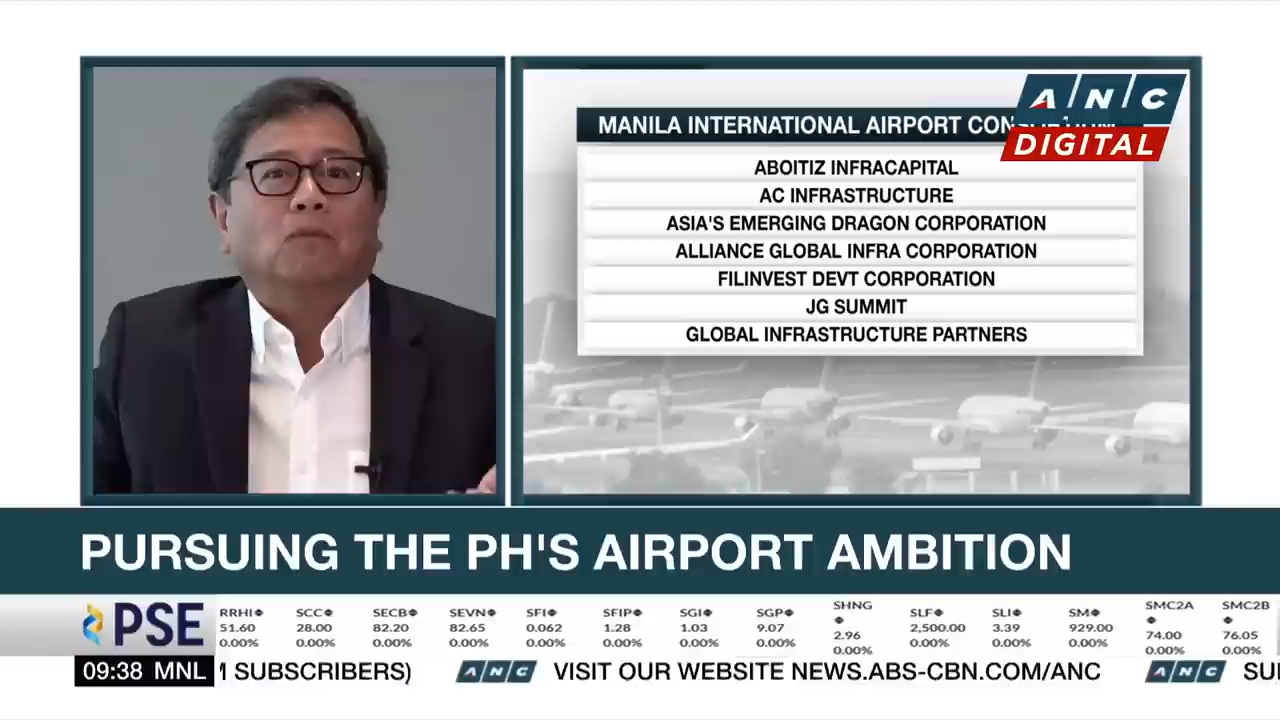 ANC
DIGITAL
MANILA INTERNATIONAL AIRPORT
ABOITIZ INFRACAPITAL
AC INFRASTRUCTURE
ASIA'S EMERGING DRAGON CORPORATION
ALLIANCE GLOBAL INFRA CORPORATION
FILINVEST DEVT CORPORATION
JG SUMMIT
GLOBAL INFRASTRUCTURE PARTNERS
PURSUING THE PH'S AIRPORT AMBITION
PSE
RRHI SCC SECB SEVN SFI SFIP SGI SGP SHNG SLF SLI SM SMC2A SMC2B
51.60 28.00 82.20 82.65 0.062 1.28 1.03 9.07 2.96 2,500.00 3.39 929.00 74.00 76.05
0.00% 0.00% 0.00% 0.00% 0.00% 0.00% 0.00% 0.00% 0.00% 0.00% 0.00% 0.00% 0.00% 0.00%
09:38 MNL SUBSCRIBERS) ANC VISIT OUR WEBSITE NEWS.ABS-CBN.COM/ANC ANC